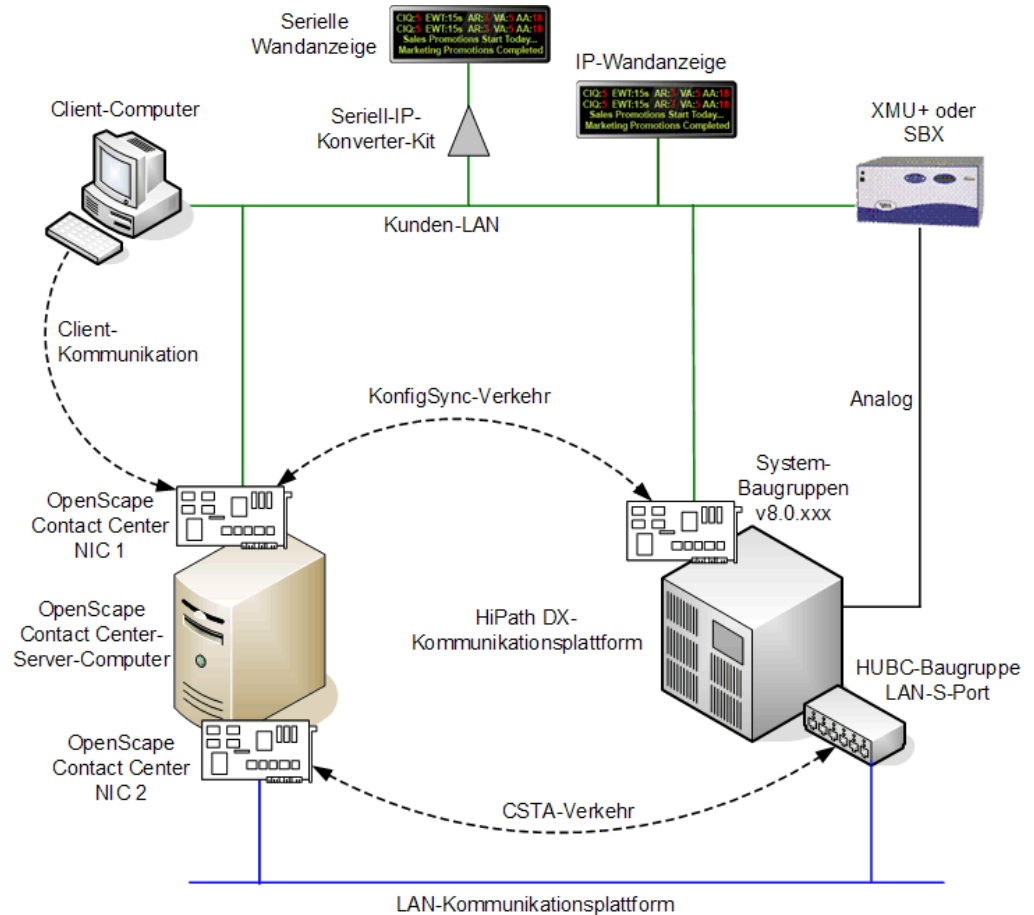 Serielle
Wandanzeige
CIQ:5 EWT:15s AR:3 VA:5 AA:18
CIQ:5 EWT:15s AR:3 VA:5 AA:18
Sales Promotions Start Today...
Marketing Promotions Completed
IP-Wandanzeige
CIQ:5 EWT:15s AR:3 VA:5 AA:18
CIQ:5 EWT:15s AR:3 VA:5 AA:18
Sales Promotions Start Today...
Marketing Promotions Completed
Client-Computer
Seriell-IP-
Konverter-Kit
XMU+ oder
SBX
Kunden-LAN
Client-
Kommunikation
KonfigSync-Verkehr
Analog
System-
Baugruppen
v8.0.xxx
OpenScape
Contact Center
NIC 1
OpenScape
Contact Center-
Server-Computer
HiPath DX-
Kommunikationsplattform
HUBC-Baugruppe
LAN-S-Port
OpenScape
Contact Center
NIC 2
CSTA-Verkehr
LAN-Kommunikationsplattform